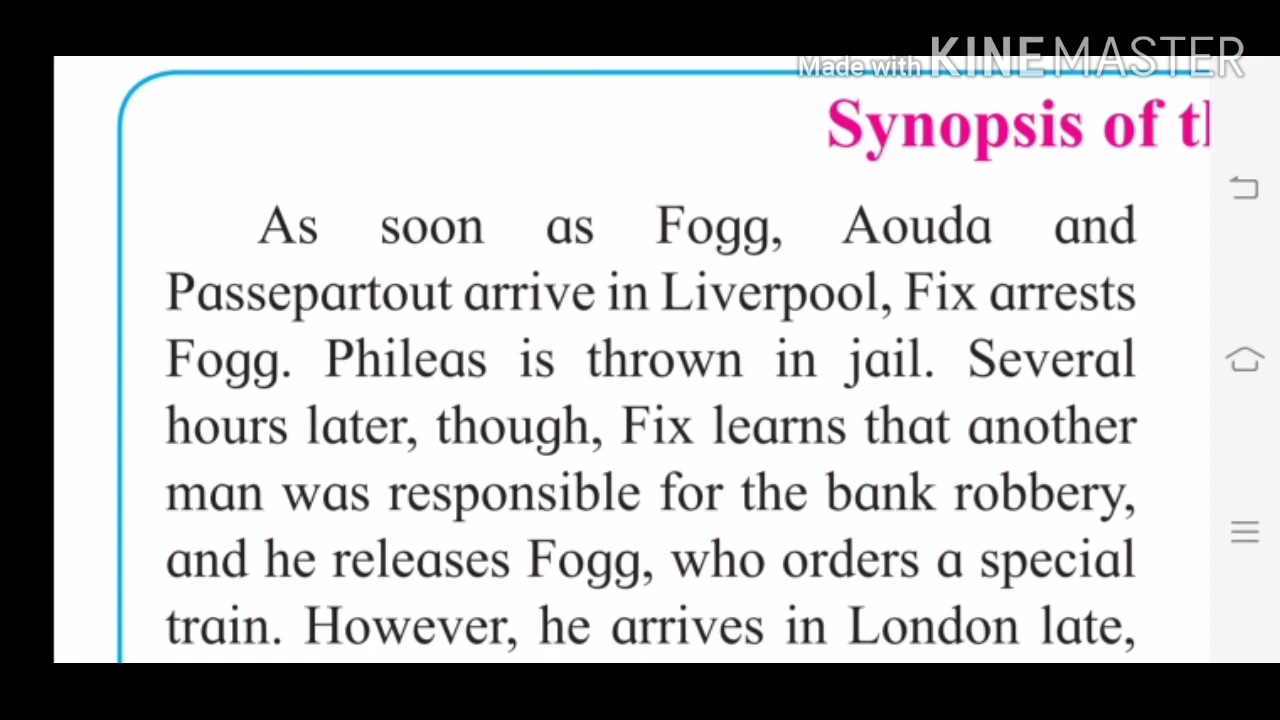 Made with KINEMASTER
Synopsis of
As soon as Fogg, Aouda and
Passepartout arrive in Liverpool, Fix arrests
Fogg. Phileas is thrown in jail. Several
hours later, though, Fix learns that another
man was responsible for the bank robbery,
and he releases Fogg, who orders a special
train. However, he arrives in London late,